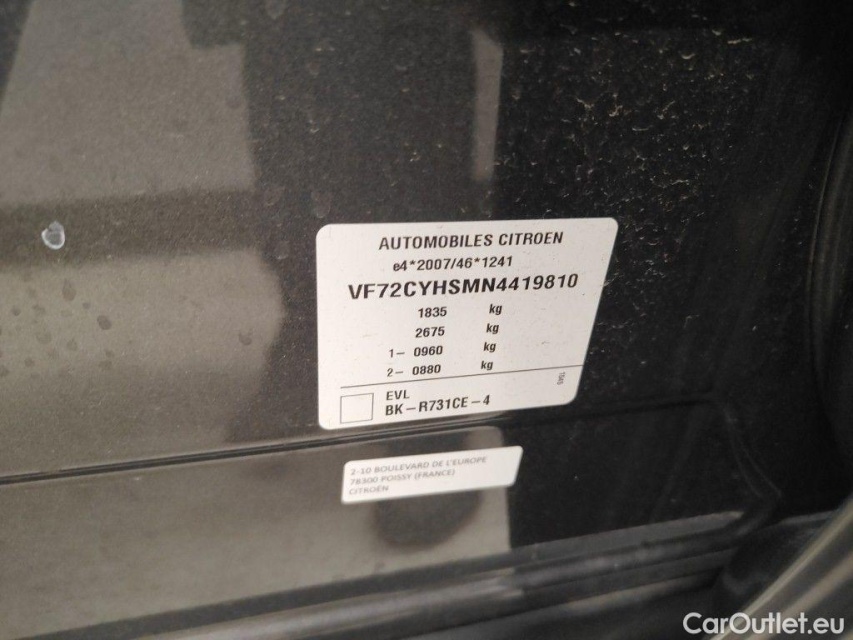 AUTOMOBILES CITROEN
e4*2007/46*1241
VF72CYHSMN4419810
1835 kg
2675 kg
1– 0960 kg
2– 0880 kg
EVL
BK–R731CE–4
2-10 BOULEVARD DE L'EUROPE
78300 POISSY (FRANCE)
CITROËN
CarOutlet.eu